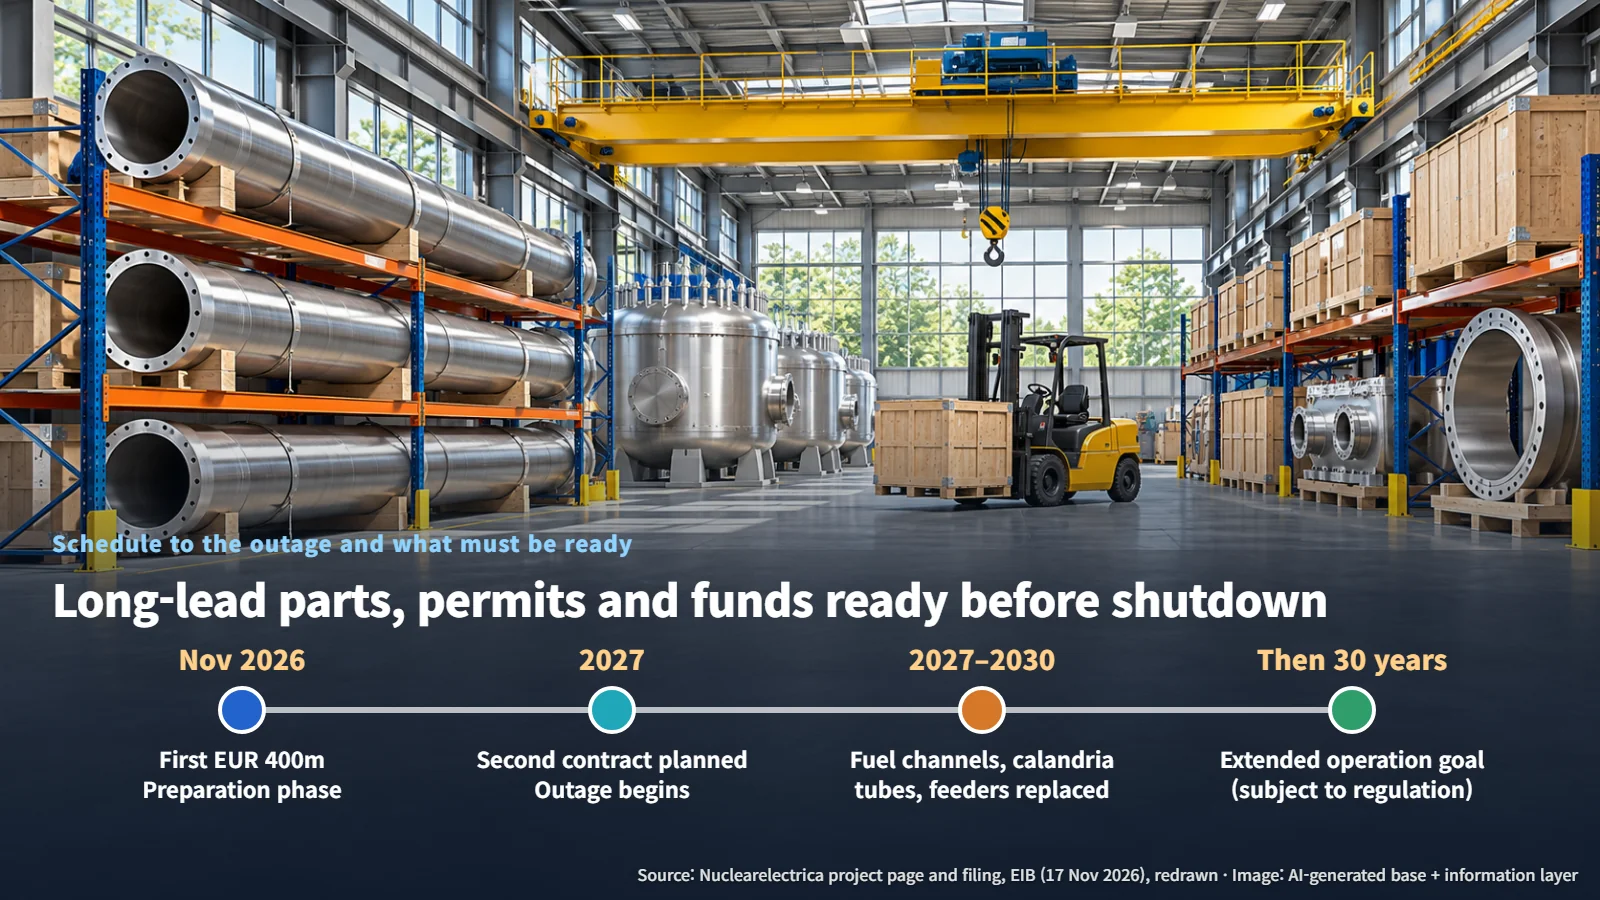 Schedule to the outage and what must be ready
Long-lead parts, permits and funds ready before shutdown
Nov 2026
2027
2027–2030
Then 30 years
First EUR 400m
Preparation phase
Second contract planned
Outage begins
Fuel channels, calandria
tubes, feeders replaced
Extended operation goal
(subject to regulation)
Source: Nuclearelectrica project page and filing, EIB (17 Nov 2026), redrawn · Image: AI-generated base + information layer